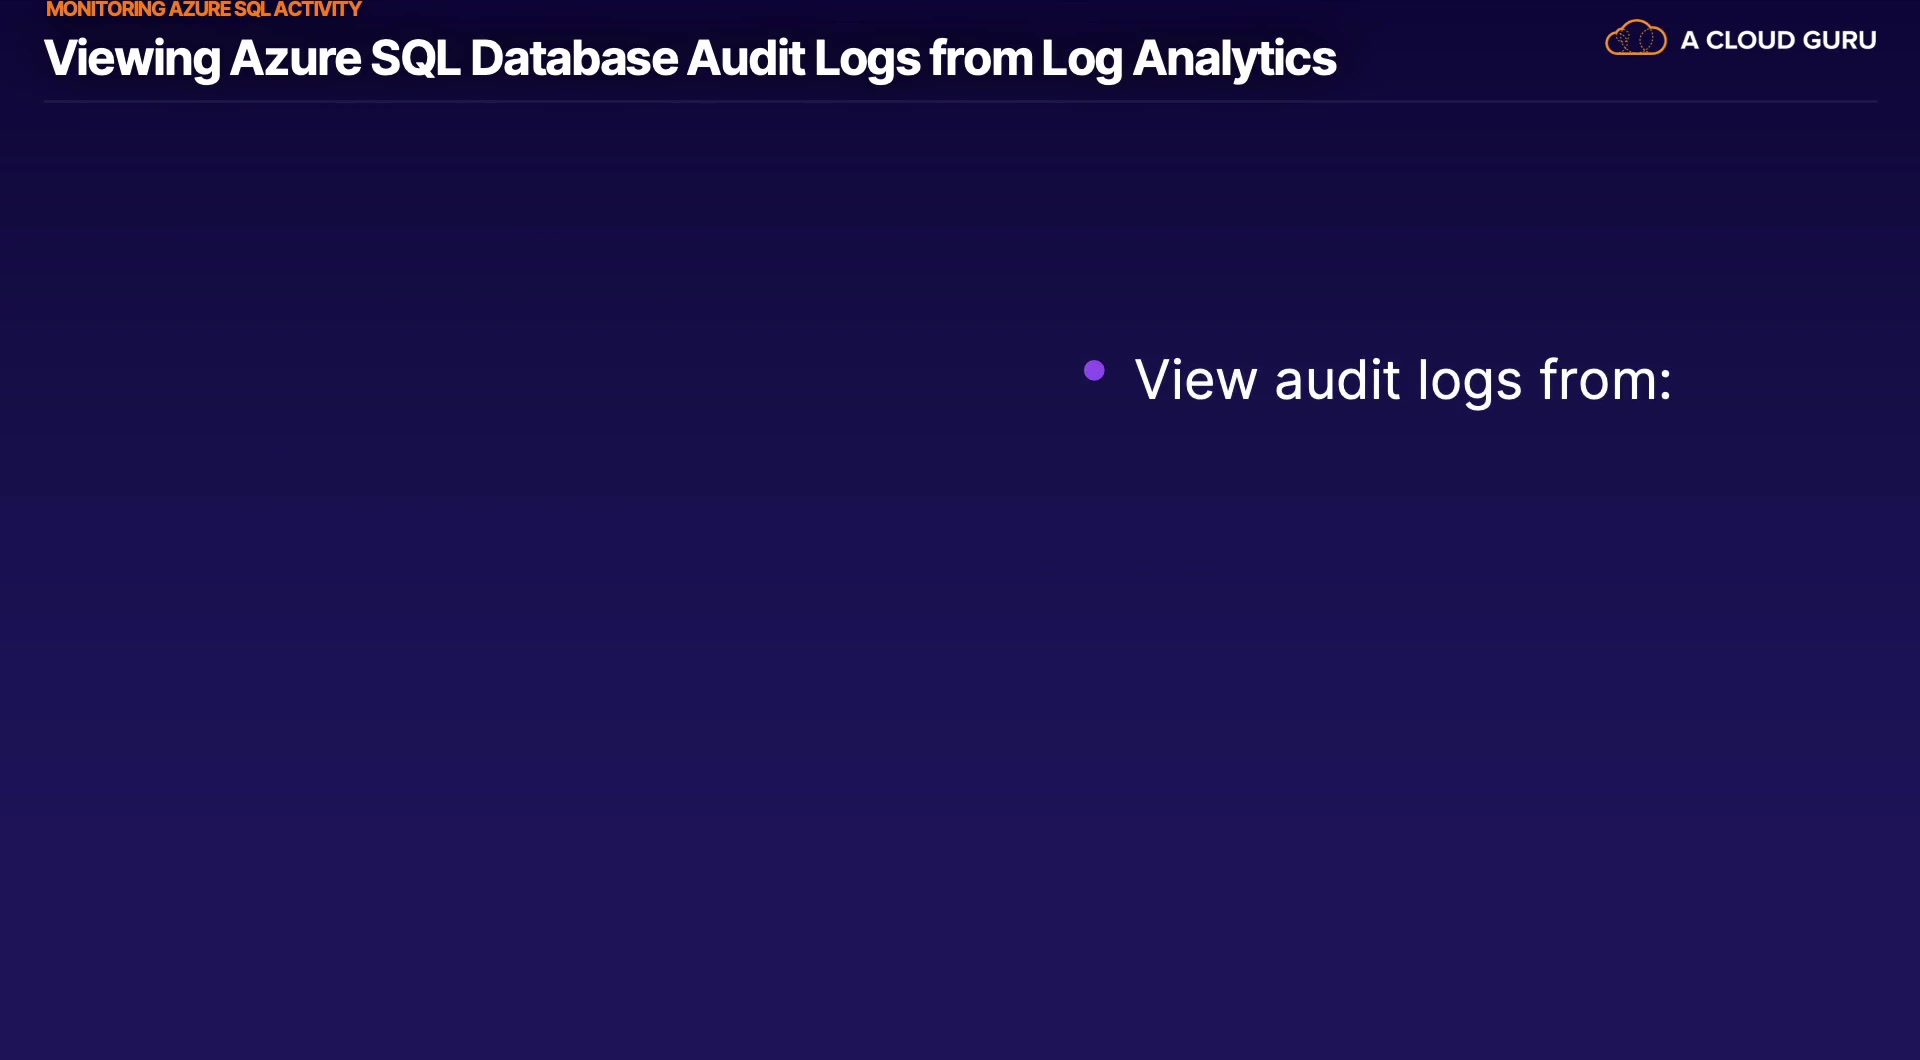 MONITORING AZURE SQL ACTIVITY
Viewing Azure SQL Database Audit Logs from Log Analytics
A CLOUD GURU
View audit logs from: